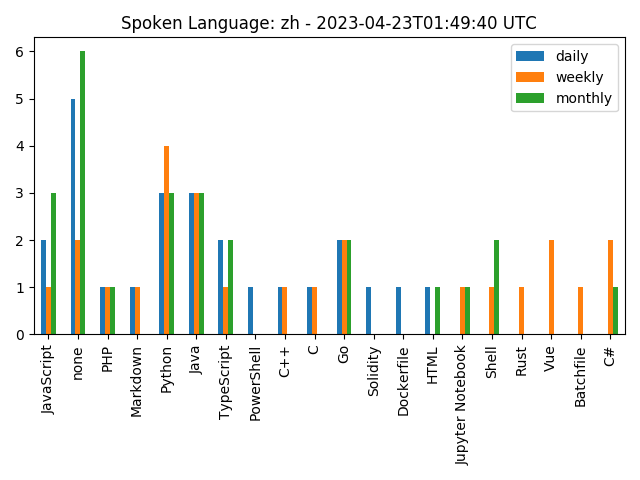 Spoken Language: zh - 2023-04-23T01:49:40 UTC
daily
weekly
monthly
6
5
4
3
2
1
0
JavaScript
none
PHP
Markdown
Python
Java
TypeScript
PowerShell
C++
C
Go
Solidity
Dockerfile
HTML
Jupyter Notebook
Shell
Rust
Vue
Batchfile
C#